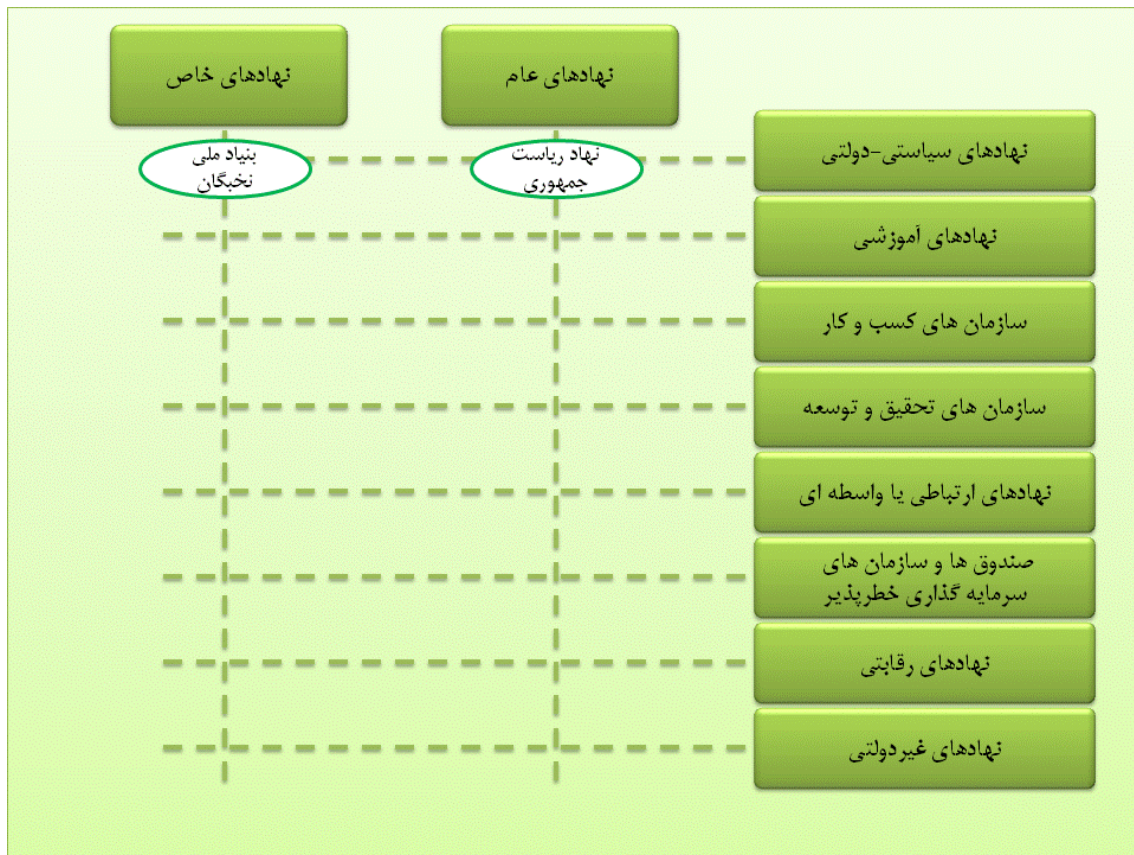 نهادهای عام
نهادهای خاص
نهادهای سیاستی-دولتی
نهاد ریاست
جمهوری
بنیاد ملی
نخبگان
نهادهای آموزشی
سازمان های کسب و کار
سازمان های تحقیق و توسعه
نهادهای ارتباطی یا واسطه ای
صندوق ها و سازمان های
سرمایه گذاری خطرپذیر
نهادهای رقابتی
نهادهای غیردولتی